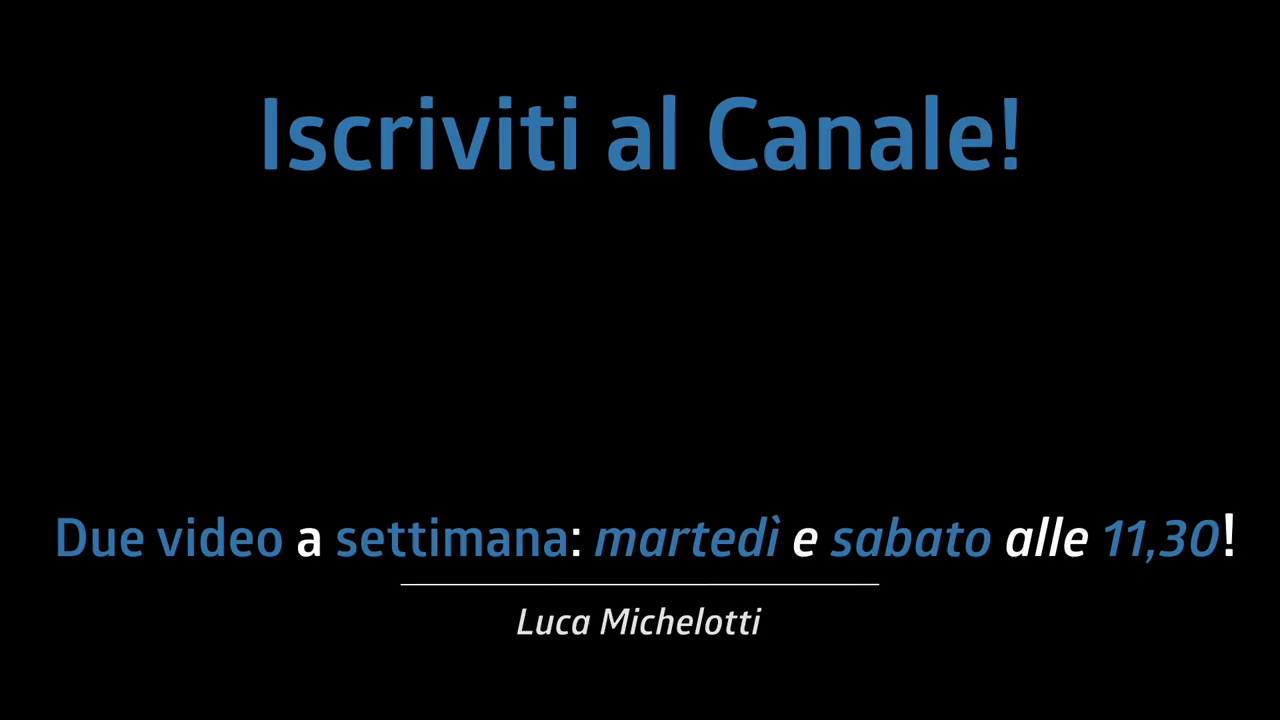 Iscriviti al Canale!
Due video a settimana: martedì e sabato alle 11,30!
Luca Michelotti